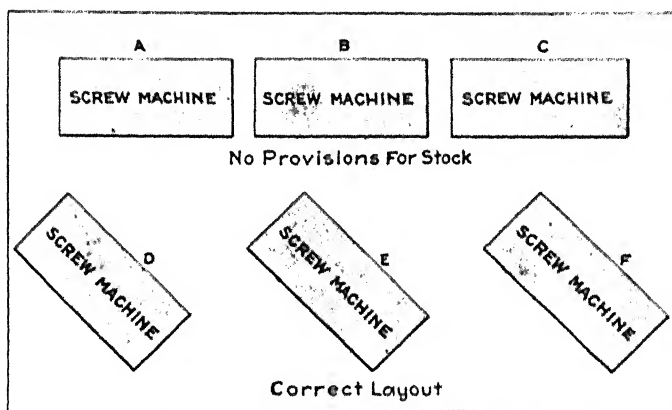 A B C
SCREW MACHINE SCREW MACHINE SCREW MACHINE
No Provisions For Stock
D E F
SCREW MACHINE SCREW MACHINE SCREW MACHINE
Correct Layout